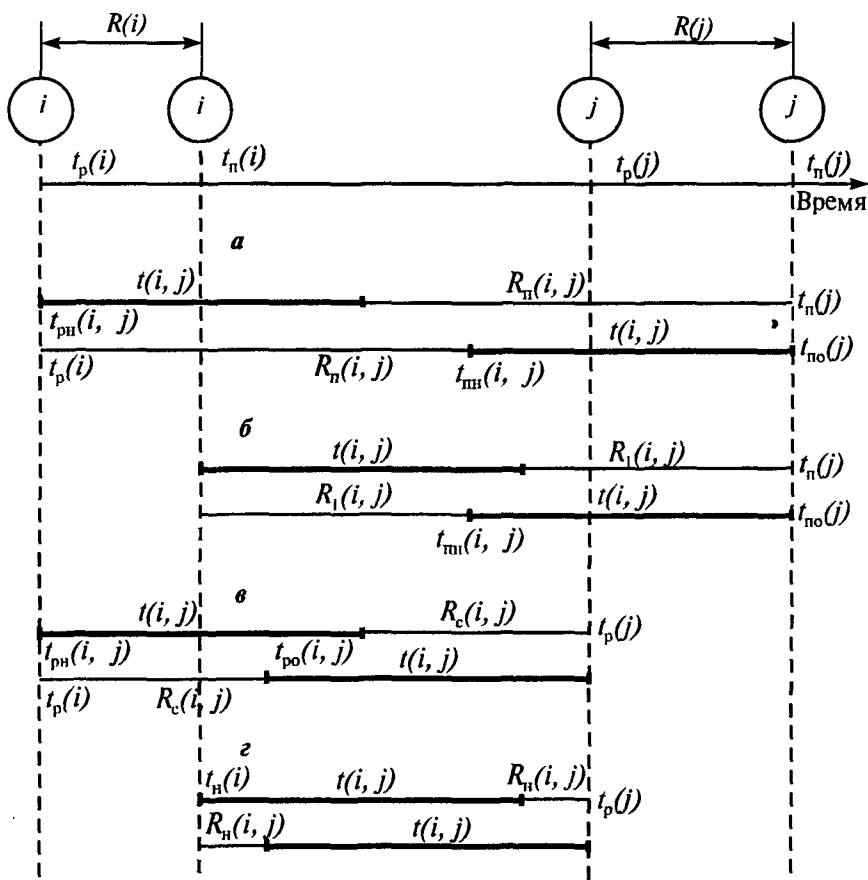 R(i) R(j)
i i j j
tр(i) tп(i) tр(j) tп(j)
Время
а
t(i, j) Rп(i, j) tп(j)
tрн(i, j) t(i, j)
tр(i) Rп(i, j) tпн(i, j) tпо(j)
б
t(i, j) R1(i, j) tп(j)
R1(i, j) t(i, j)
tпн(i, j) tпо(j)
в
t(i, j) Rс(i, j) tр(j)
tрн(i, j) tро(i, j) t(i, j)
tр(i) Rс(i, j)
г
tн(i) t(i, j) Rн(i, j) tр(j)
Rн(i, j) t(i, j)